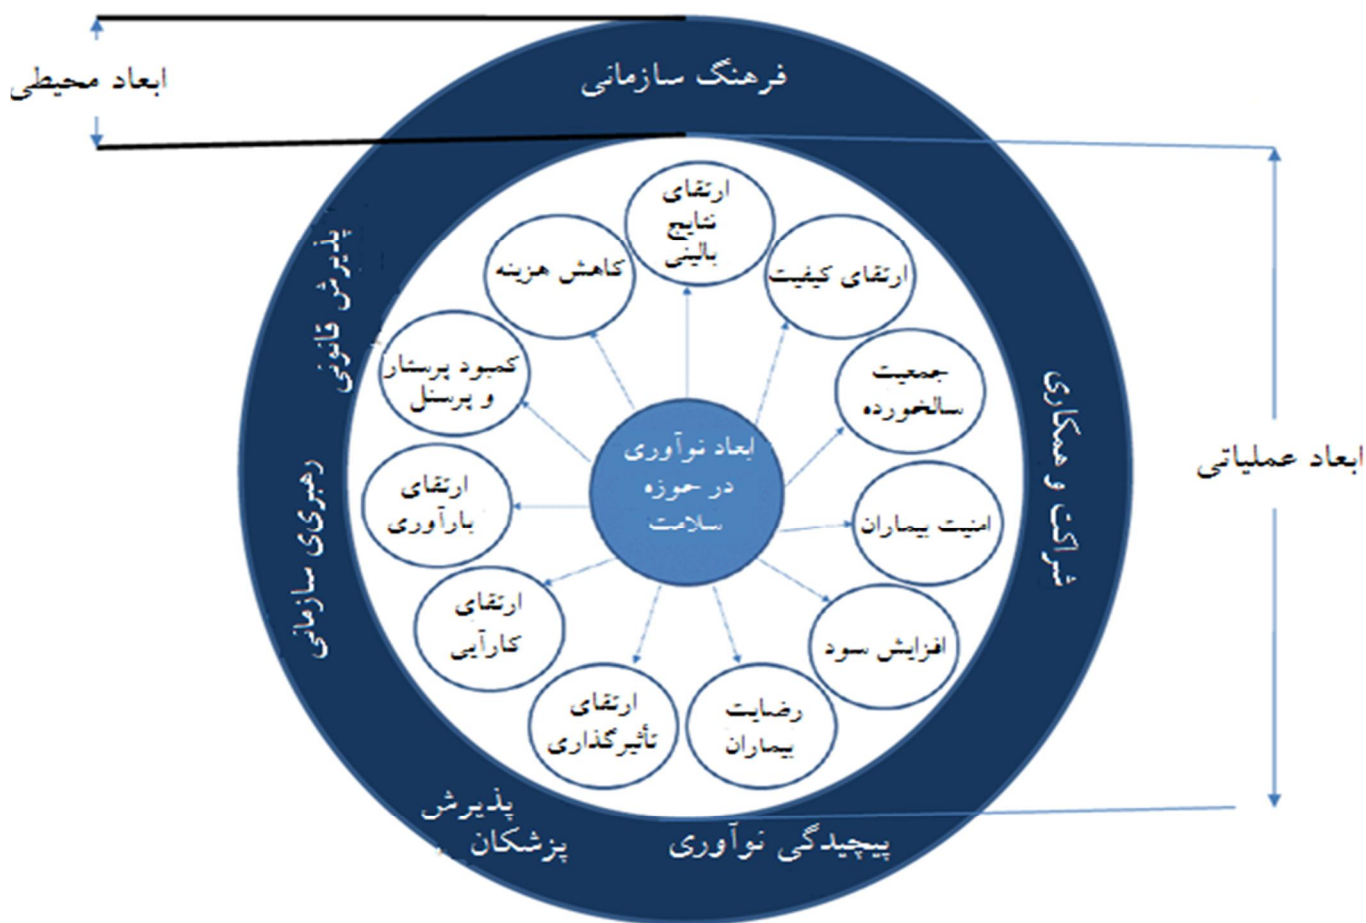 فرهنگ سازمانی
ابعاد محیطی
ارتقای
نتایج
بالینی
ارتقای کیفیت
کاهش هزینه
پذیرش قانونی
جمعیت
سالخورده
کمبود پرستار
و پرسنل
شراکت و همکاری
ابعاد عملیاتی
ابعاد نوآوری
در حوزه
سلامت
امنیت بیماران
ارتقای
بارآوری
رهبری سازمانی
افزایش سود
ارتقای
کارآیی
رضایت
بیماران
ارتقای
تأثیرگذاری
پیچیدگی نوآوری
پذیرش
پزشکان